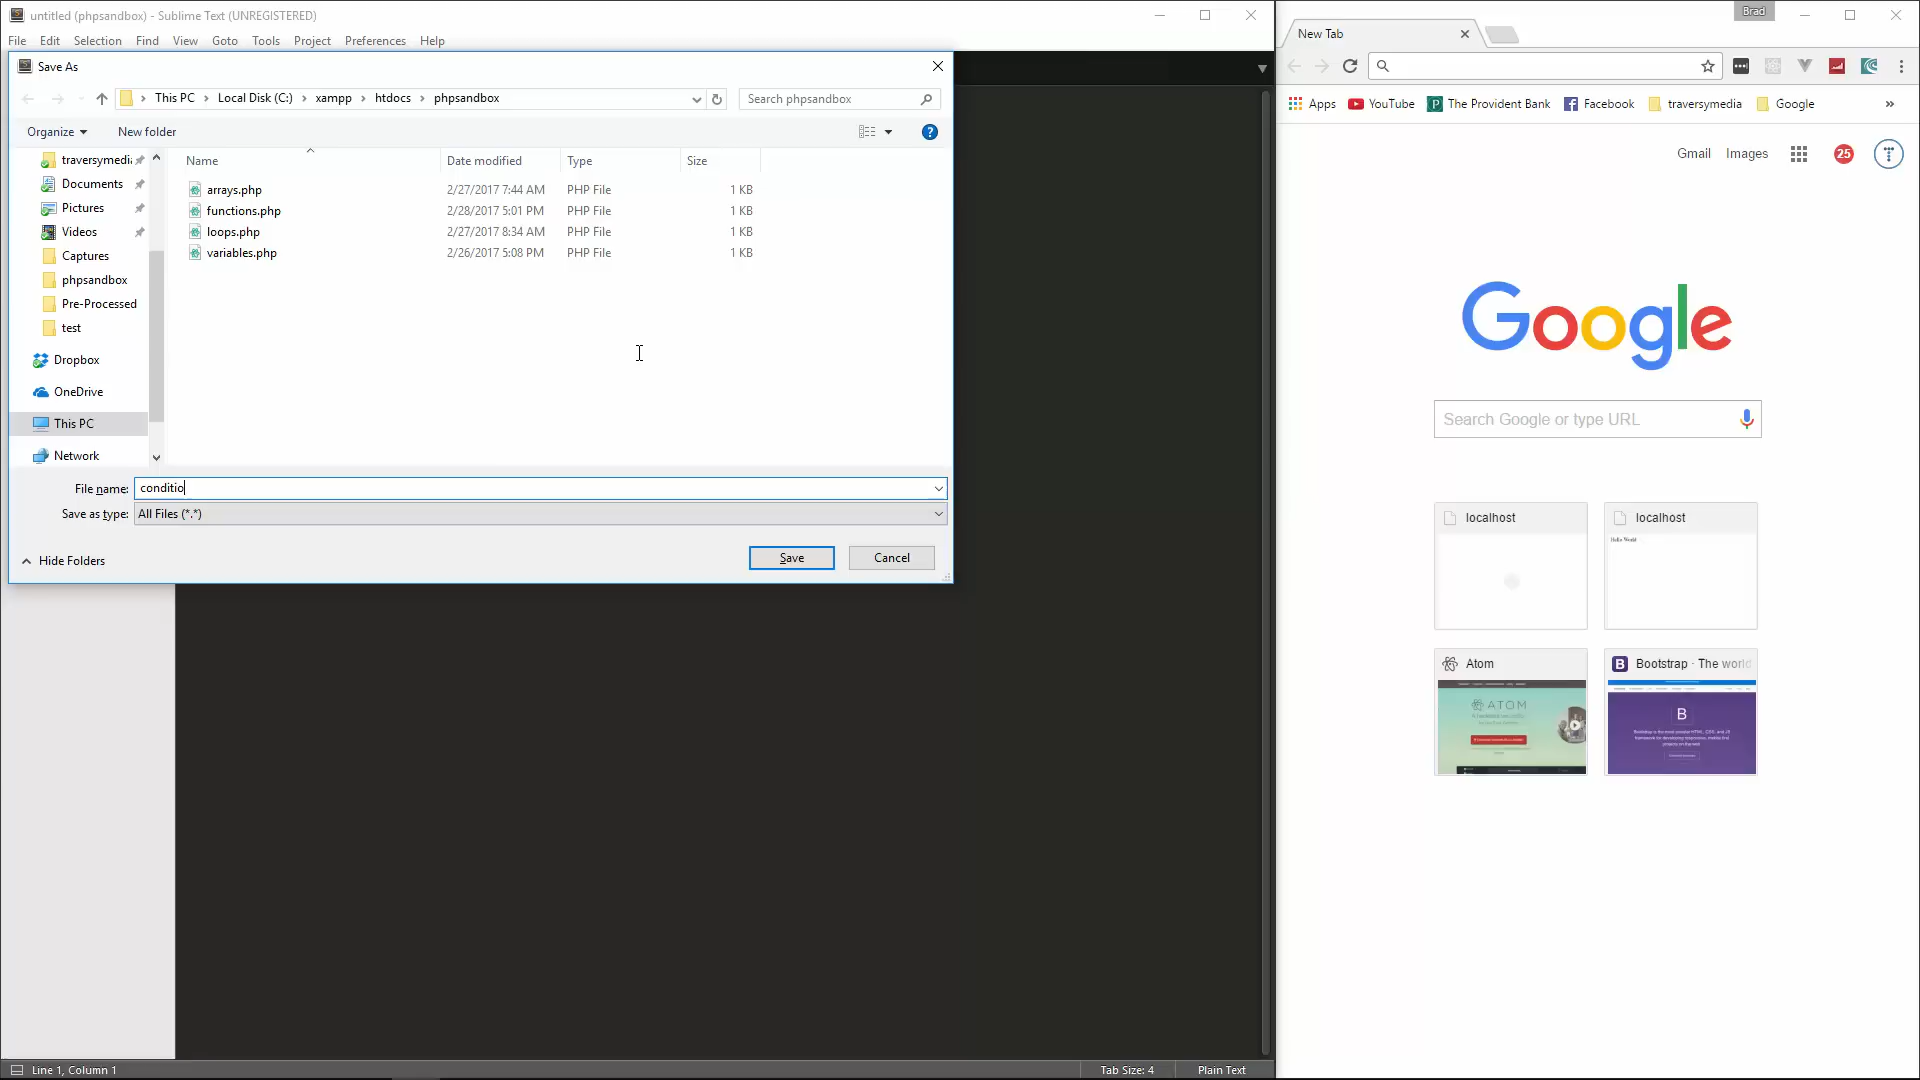 untitled (phpsandbox) - Sublime Text (UNREGISTERED)
File Edit Selection Find View Goto Tools Project Preferences Help
Save As
This PC > Local Disk (C:) > xampp > htdocs > phpsandbox
Search phpsandbox
Organize
New folder
Name Date modified Type Size
arrays.php 2/27/2017 7:44 AM PHP File 1 KB
functions.php 2/28/2017 5:01 PM PHP File 1 KB
loops.php 2/27/2017 8:34 AM PHP File 1 KB
variables.php 2/26/2017 5:08 PM PHP File 1 KB
traversymedi
Documents
Pictures
Videos
Captures
phpsandbox
Pre-Processed
test
Dropbox
OneDrive
This PC
Network
File name: conditio
Save as type: All Files (*.*)
Hide Folders
Save
Cancel
Line 1, Column 1
Tab Size: 4
Plain Text
Brad
New Tab
Apps YouTube The Provident Bank Facebook traversymedia Google »
Gmail Images 25
Google
Search Google or type URL
localhost
localhost
Hello World
Atom
ATOM
Bootstrap · The world
B